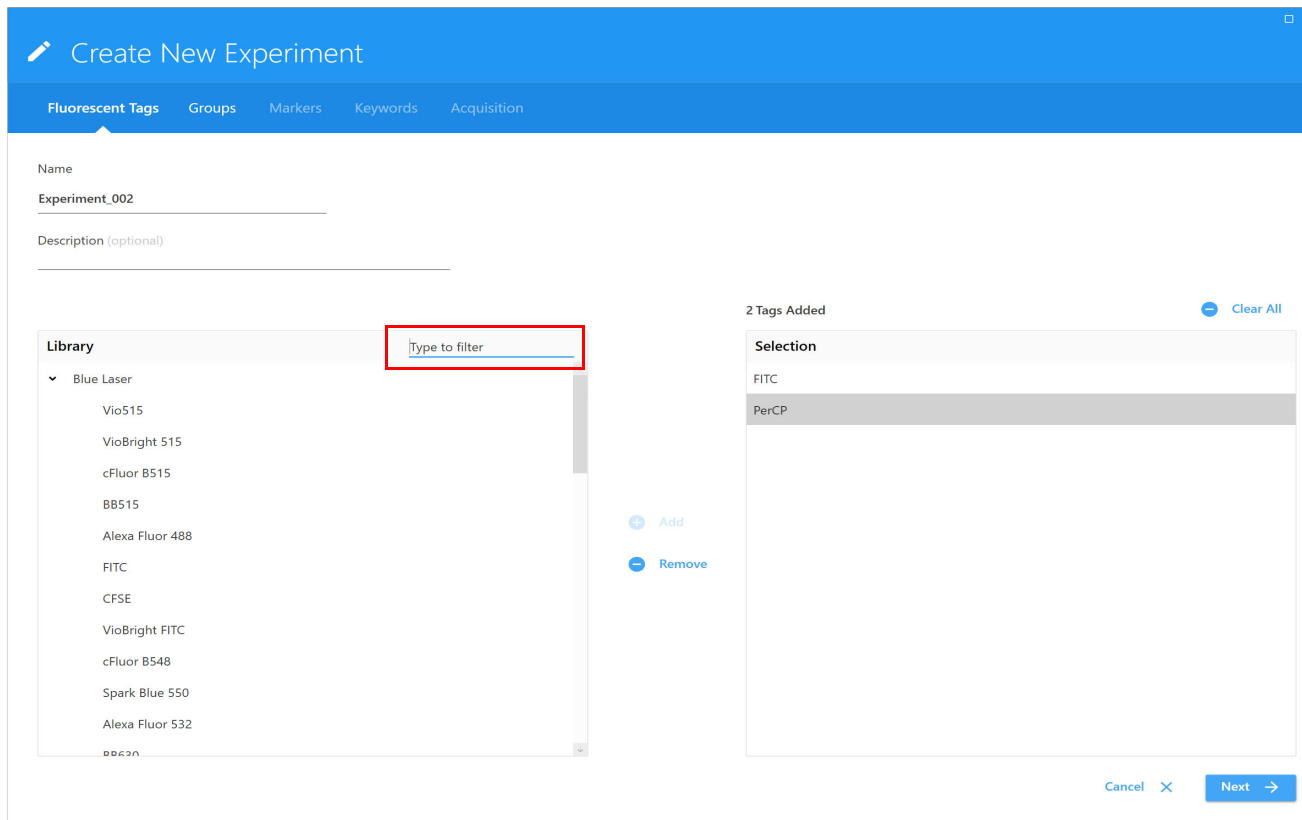 Create New Experiment
Fluorescent Tags Groups Markers Keywords Acquisition
Name
Experiment_002
Description (optional)
2 Tags Added
Clear All
Library
Type to filter
Selection
Blue Laser
Vio515
VioBright 515
cFluor B515
BB515
Alexa Fluor 488
FITC
CFSE
VioBright FITC
cFluor B548
Spark Blue 550
Alexa Fluor 532
BB630
Add
Remove
FITC
PerCP
Cancel
Next